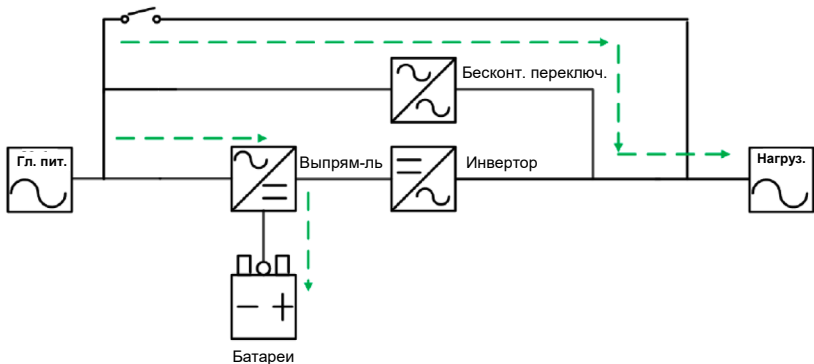 Бесконт. переключ.
Гл. пит.
Выпрям-ль
Инвертор
Нагруз.
Батареи